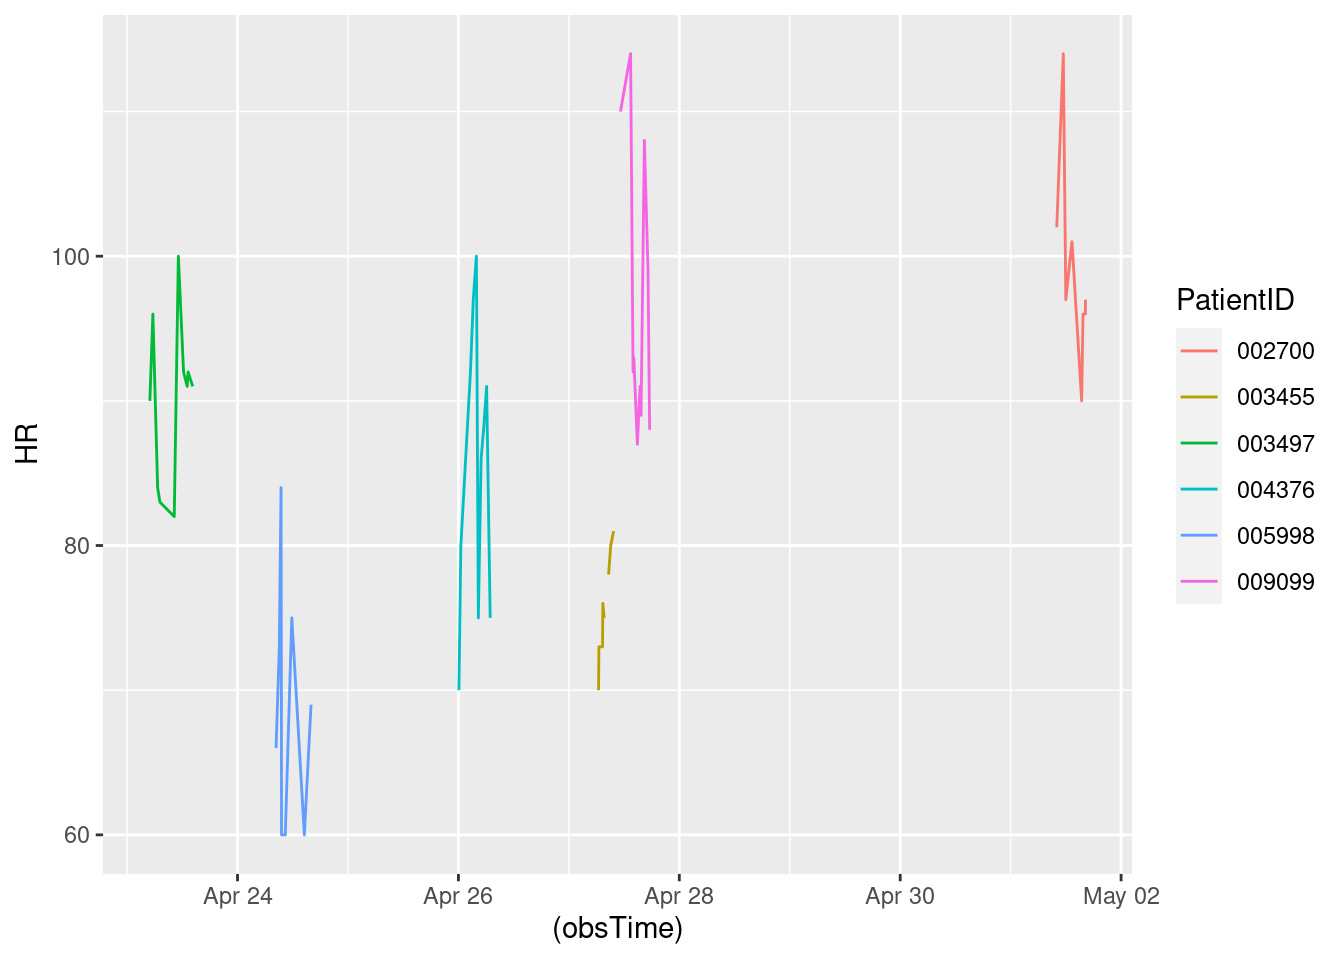 HR
100
80
60
Apr 24
Apr 26
Apr 28
Apr 30
May 02
(obsTime)
PatientID
002700
003455
003497
004376
005998
009099